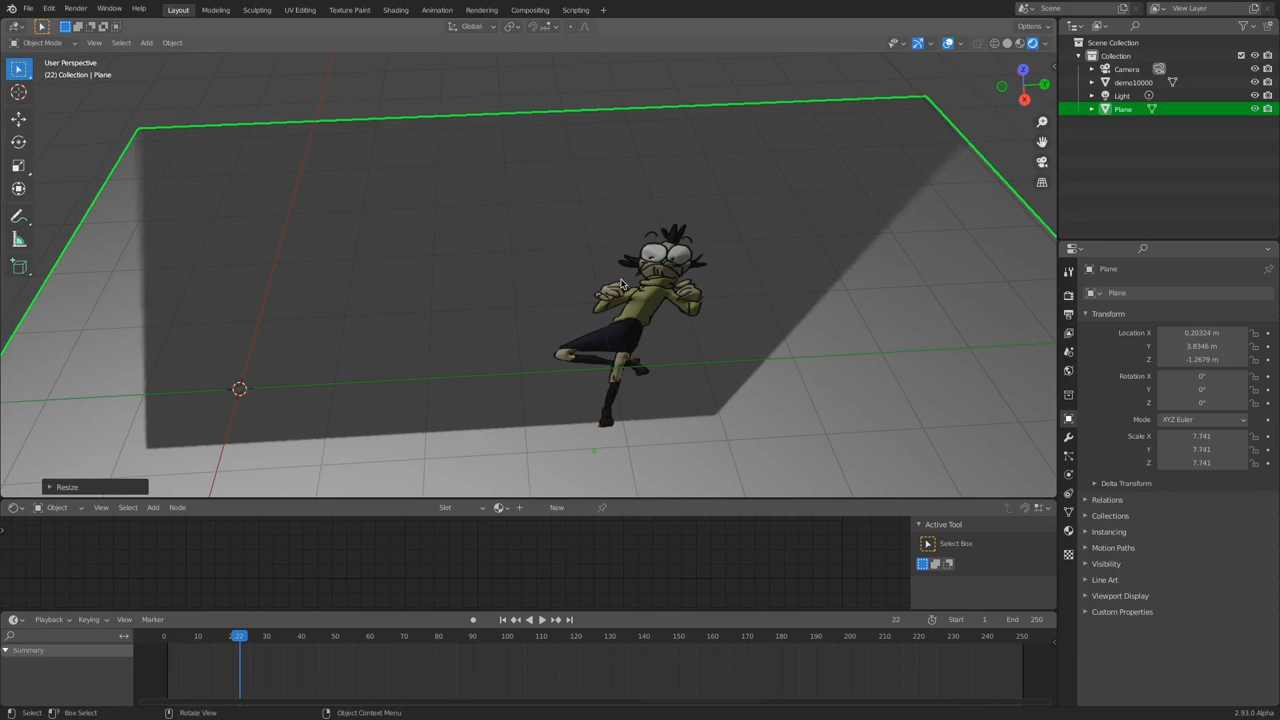 File Edit Render Window Help Layout Modeling Sculpting UV Editing Texture Paint Shading Animation Rendering Compositing Scripting Scene View Layer
Global Options
Object Mode View Select Add Object
User Perspective
(22) Collection | Plane
Z
Y
X
Resize
Scene Collection
Collection
Camera
demo10000
Light
Plane
Plane
Plane
Transform
Location X 0.20324 m
Y 3.8346 m
Z -1.2679 m
Rotation X 0°
Y 0°
Z 0°
Mode XYZ Euler
Scale X 7.741
Y 7.741
Z 7.741
Delta Transform
Relations
Collections
Instancing
Motion Paths
Visibility
Line Art
Viewport Display
Custom Properties
Object View Select Add Node Slot New
Active Tool
Select Box
Playback Keying View Marker 22 Start 1 End 250
0 10 22 30 40 50 60 70 80 90 100 110 120 130 140 150 160 170 180 190 200 210 220 230 240 250
Summary
Select Box Select Rotate View Object Context Menu 2.93.0 Alpha